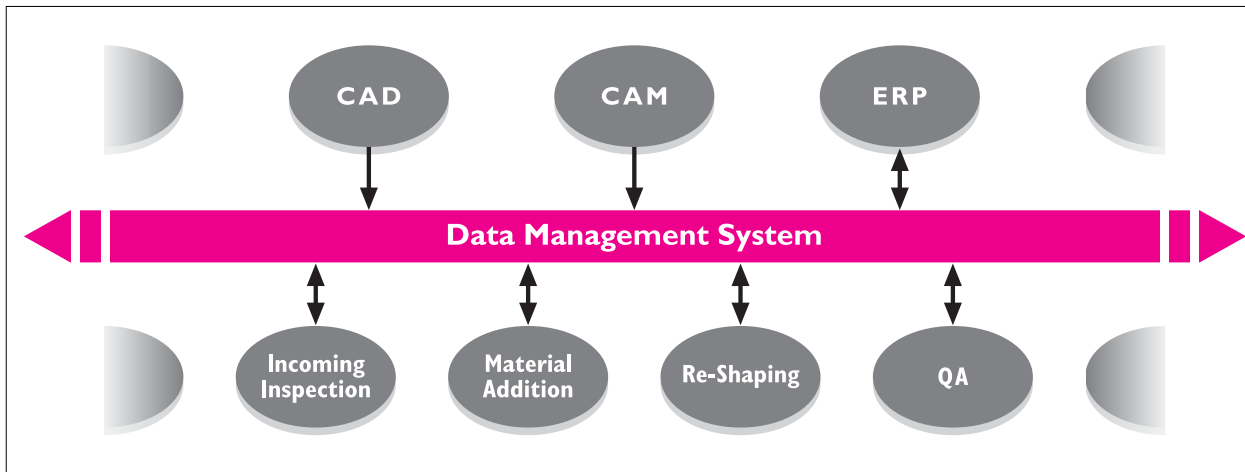 CAD
CAM
ERP
Data Management System
Incoming
Inspection
Material
Addition
Re-Shaping
QA